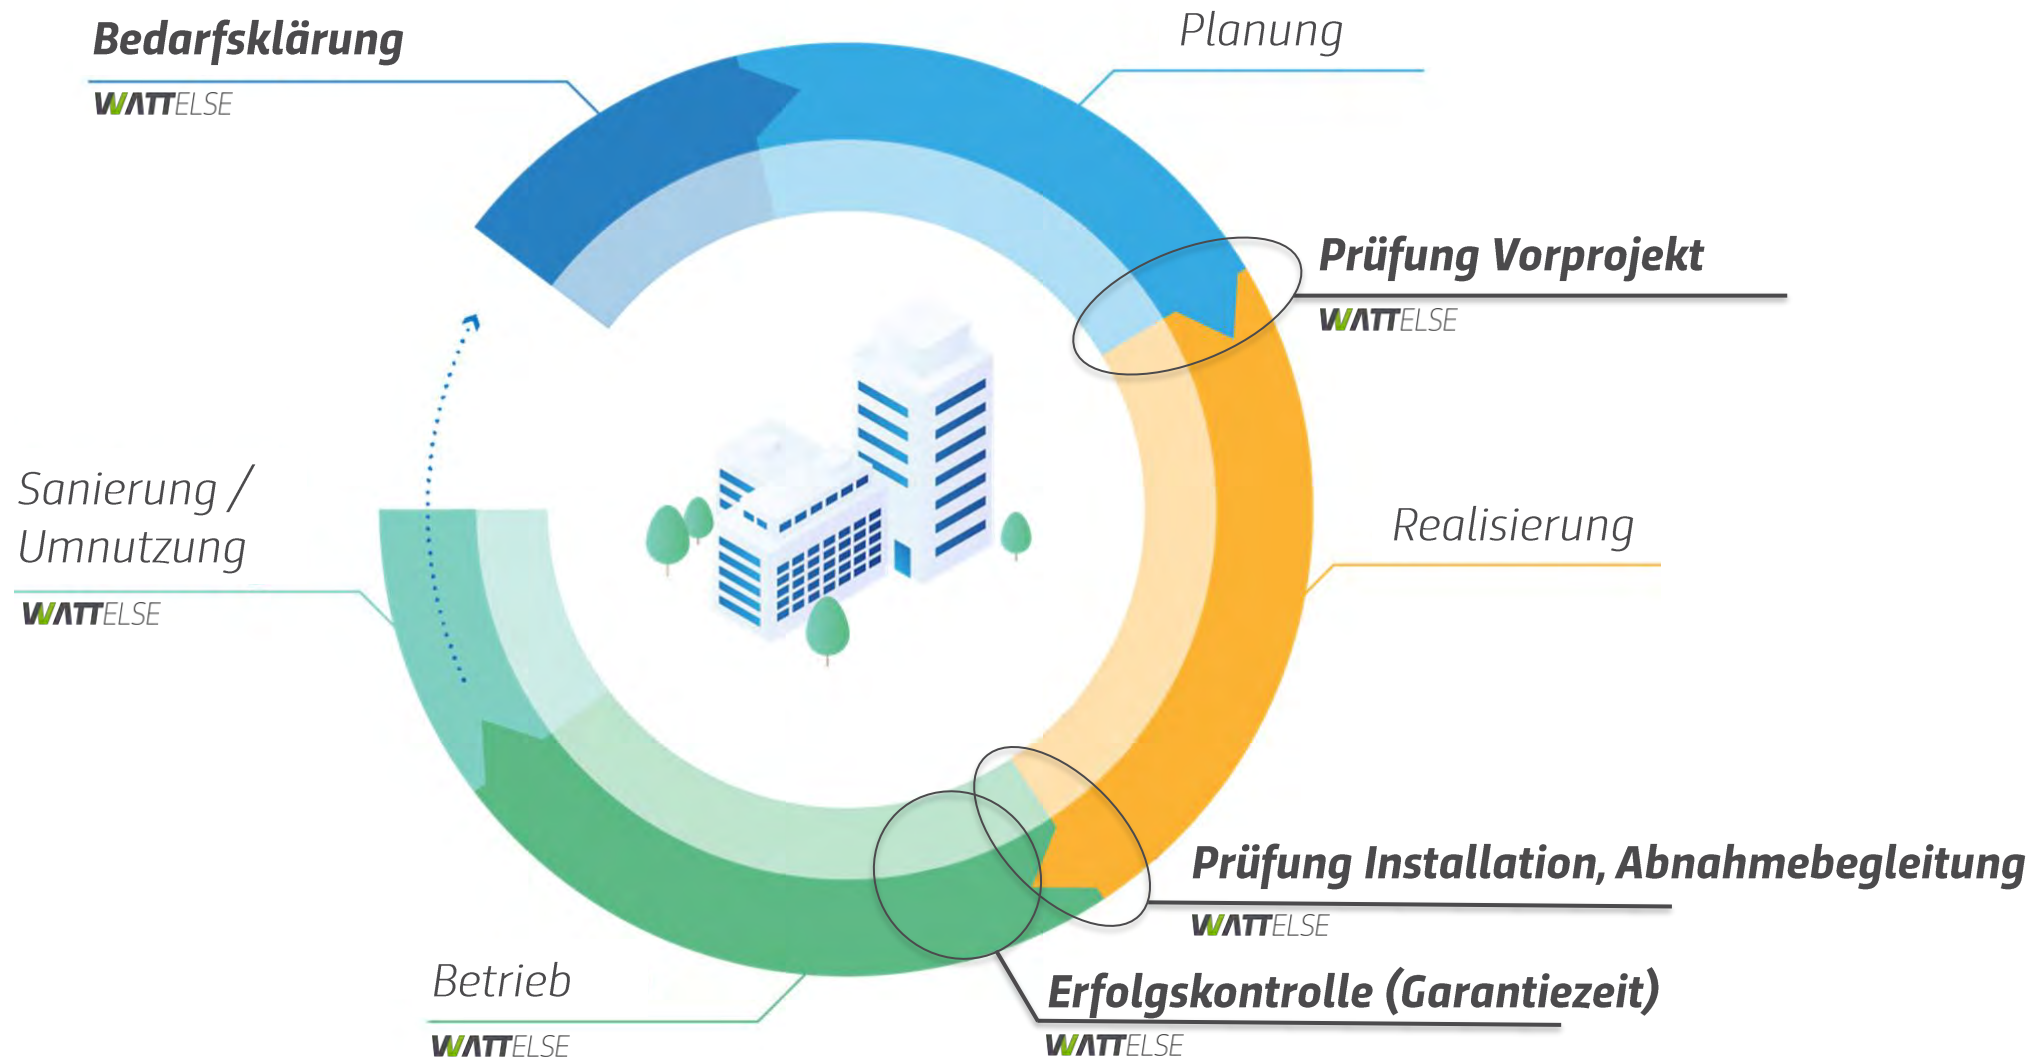 Bedarfsklärung
WATTELSE
Planung
Prüfung Vorprojekt
WATTELSE
Sanierung /
Umnutzung
WATTELSE
Realisierung
Prüfung Installation, Abnahmebegleitung
WATTELSE
Betrieb
WATTELSE
Erfolgskontrolle (Garantiezeit)
WATTELSE